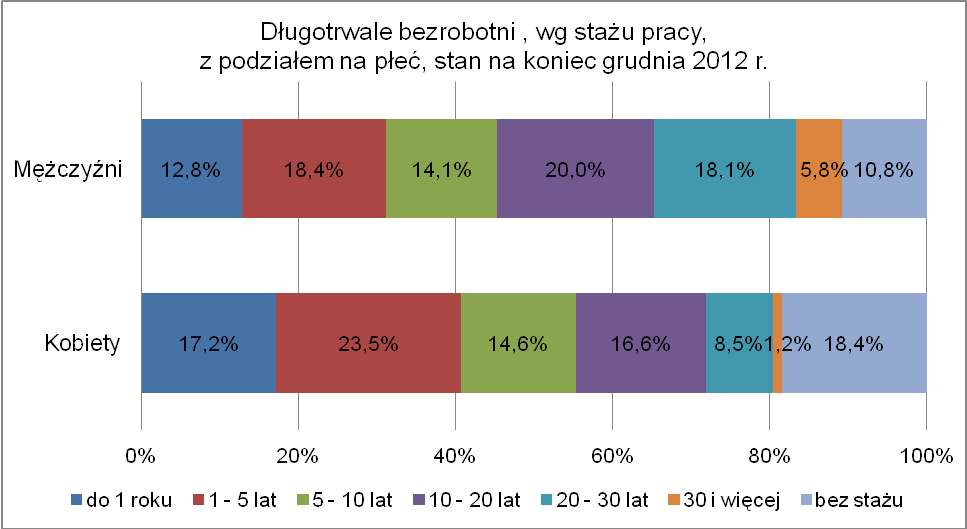 Długotrwale bezrobotni , wg stażu pracy,
z podziałem na płeć, stan na koniec grudnia 2012 r.
Mężczyźni
12,8% 18,4% 14,1% 20,0% 18,1% 5,8% 10,8%
Kobiety
17,2% 23,5% 14,6% 16,6% 8,5% 1,2% 18,4%
0% 20% 40% 60% 80% 100%
do 1 roku 1 - 5 lat 5 - 10 lat 10 - 20 lat 20 - 30 lat 30 i więcej bez stażu